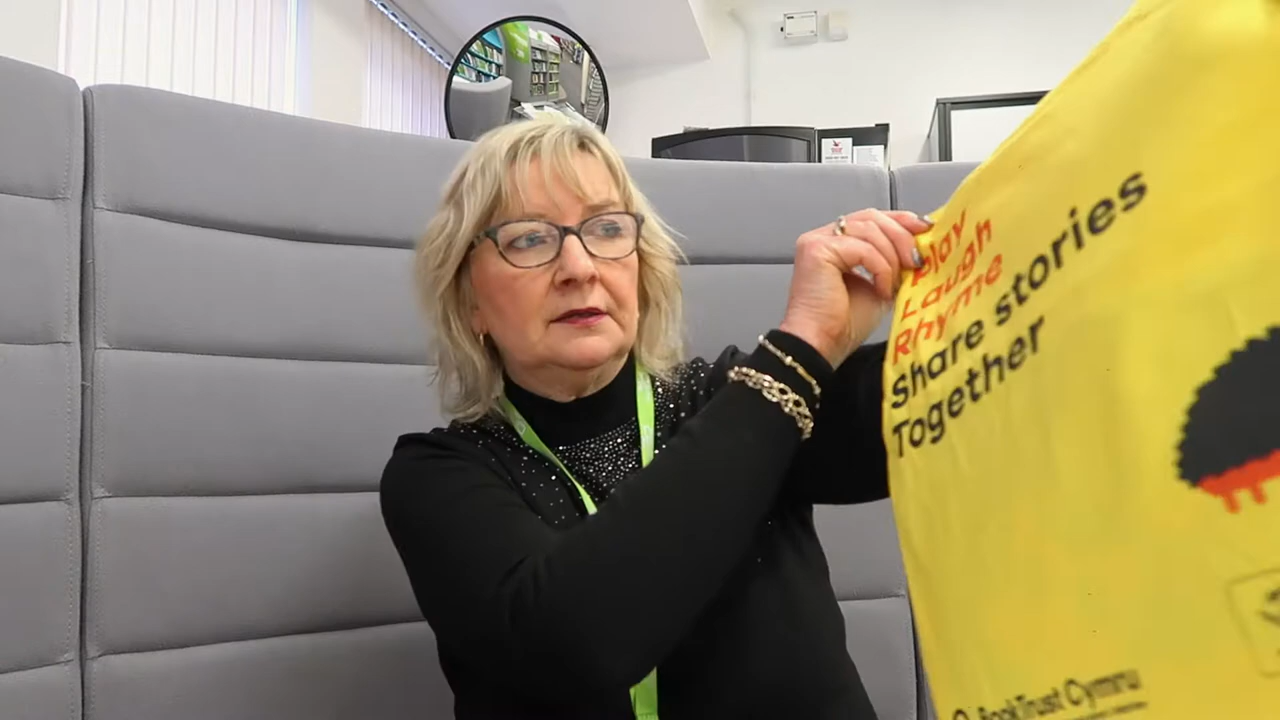 Play
Laugh
Rhyme
Share stories
Together
BookTrust Cymru